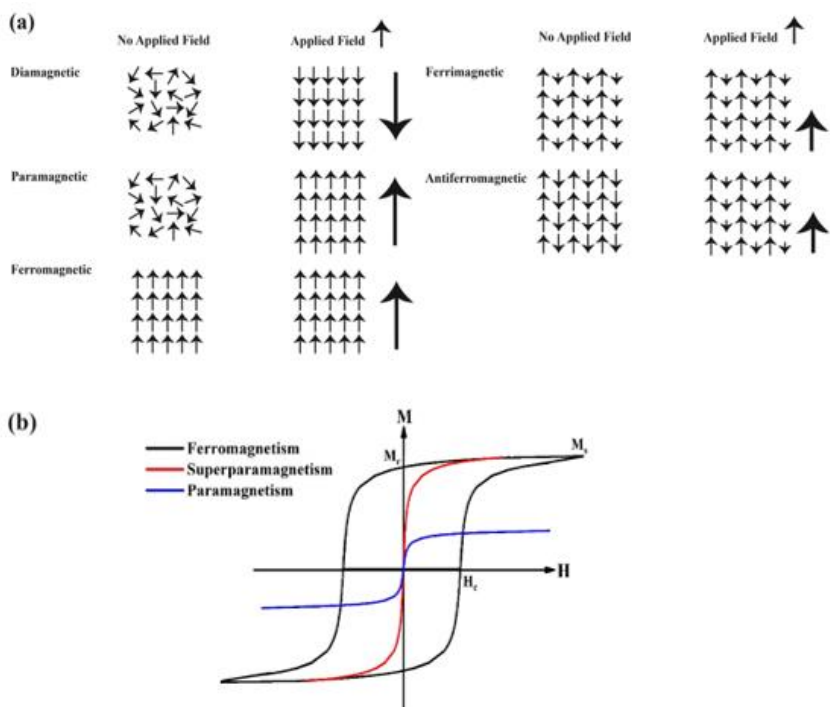 (a)
No Applied Field
Applied Field
No Applied Field
Applied Field
Diamagnetic
Ferrimagnetic
Paramagnetic
Antiferromagnetic
Ferromagnetic
(b)
M
Ferromagnetism
Superparamagnetism
Paramagnetism
Mr
Ms
H
Hc